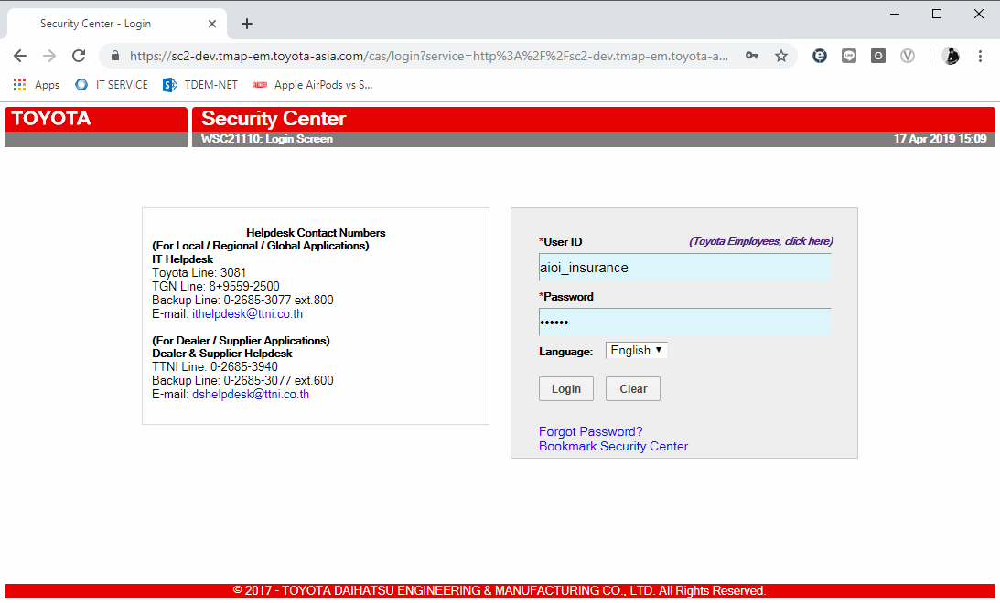 Security Center - Login
https://sc2-dev.tmap-em.toyota-asia.com/cas/login?service=http%3A%2F%2Fsc2-dev.tmap-em.toyota-a...
Apps IT SERVICE TDEM-NET Apple AirPods vs S...
TOYOTA
Security Center
WSC21110: Login Screen 17 Apr 2019 15:09
Helpdesk Contact Numbers
(For Local / Regional / Global Applications)
IT Helpdesk
Toyota Line: 3081
TGN Line: 8+9559-2500
Backup Line: 0-2685-3077 ext.800
E-mail: ithelpdesk@ttni.co.th
(For Dealer / Supplier Applications)
Dealer & Supplier Helpdesk
TTNI Line: 0-2685-3940
Backup Line: 0-2685-3077 ext.600
E-mail: dshelpdesk@ttni.co.th
*User ID (Toyota Employees, click here)
aioi_insurance
*Password
••••••
Language: English
Login Clear
Forgot Password?
Bookmark Security Center
© 2017 - TOYOTA DAIHATSU ENGINEERING & MANUFACTURING CO., LTD. All Rights Reserved.